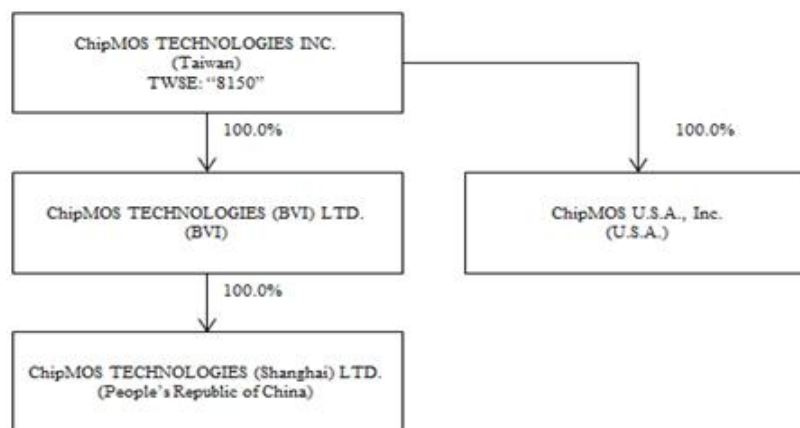 ChipMOS TECHNOLOGIES INC.
(Taiwan)
TWSE: “8150”
100.0%
100.0%
ChipMOS TECHNOLOGIES (BVI) LTD.
(BVI)
ChipMOS U.S.A., Inc.
(U.S.A.)
100.0%
ChipMOS TECHNOLOGIES (Shanghai) LTD.
(People’s Republic of China)